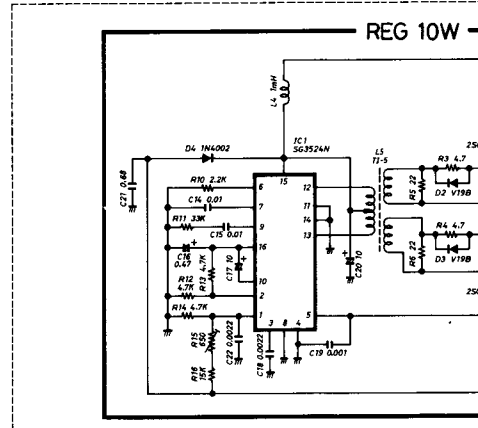 REG 10W
L4 1mH
IC1
SG3524N
L5
TI-5
2S
D4 1N4002
C21 0.68
R10 2.2K
C14 0.01
R11 33K
C15 0.01
C16
0.47
R13 4.7K
C17 10
R12
4.7K
R14 4.7K
R15
650
R16
15K
C22 0.0022
C18 0.0022
C19 0.001
C20 10
15
6
7
9
16
10
2
1
3
8
4
5
12
11
14
13
R3 4.7
D2 V19B
R5 22
R4 4.7
D3 V19B
R6 22
2S